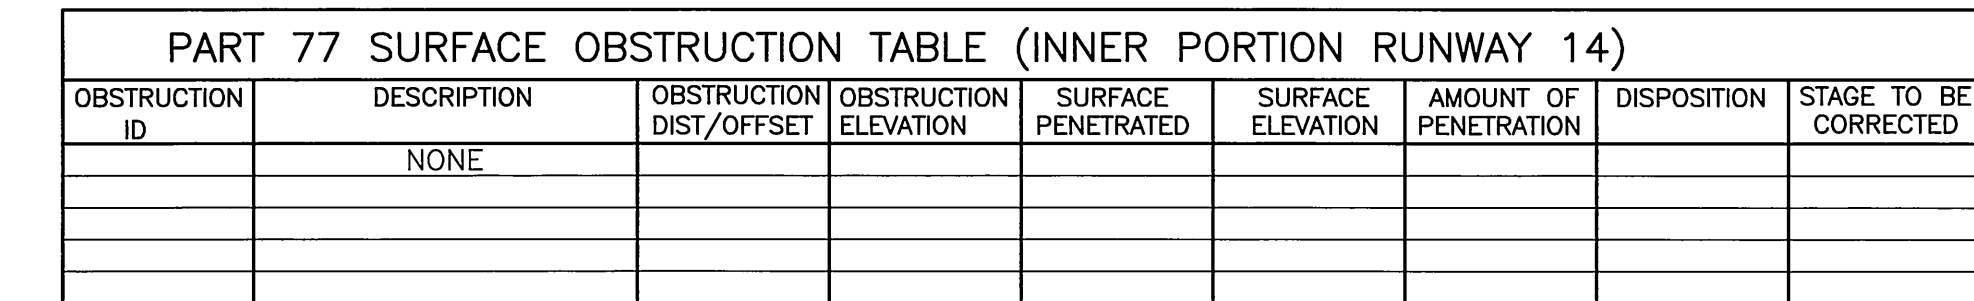 PART 77 SURFACE OBSTRUCTION TABLE (INNER PORTION RUNWAY 14)
OBSTRUCTION ID
DESCRIPTION
OBSTRUCTION DIST/OFFSET
OBSTRUCTION ELEVATION
SURFACE PENETRATED
SURFACE ELEVATION
AMOUNT OF PENETRATION
DISPOSITION
STAGE TO BE CORRECTED
NONE